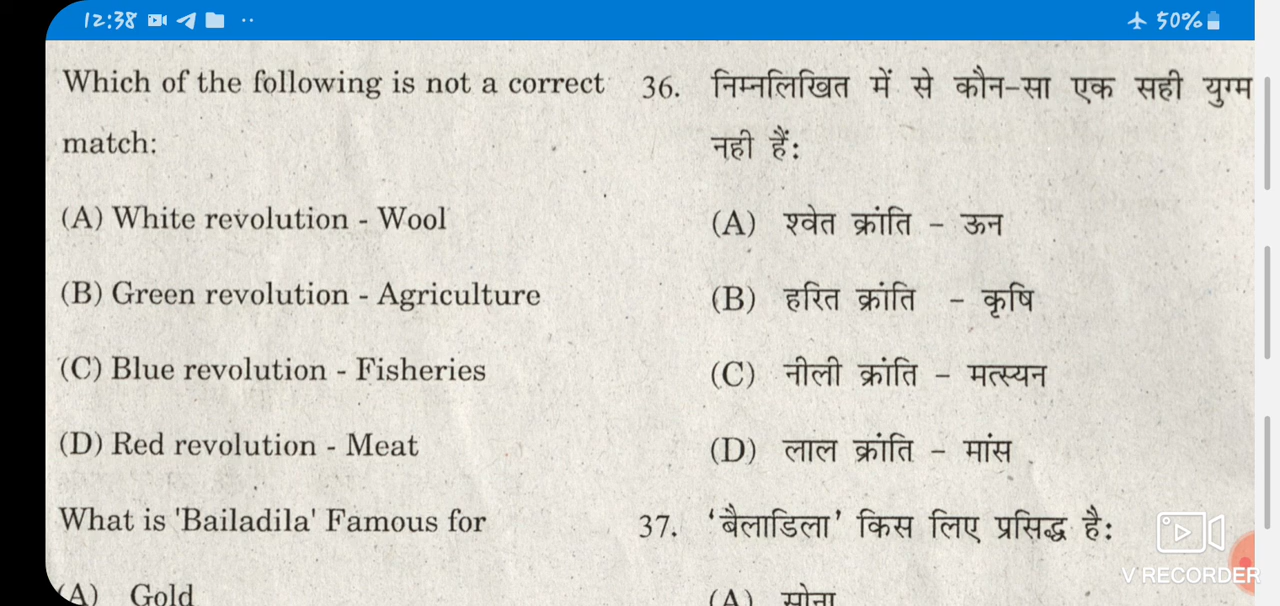 12:38
50%
Which of the following is not a correct
match:
(A) White revolution - Wool
(B) Green revolution - Agriculture
(C) Blue revolution - Fisheries
(D) Red revolution - Meat
What is 'Bailadila' Famous for
(A) Gold
36. निम्नलिखित में से कौन-सा एक सही युग्म
नही हैं:
(A) श्वेत क्रांति - ऊन
(B) हरित क्रांति - कृषि
(C) नीली क्रांति - मत्स्यन
(D) लाल क्रांति - मांस
37. 'बैलाडिला' किस लिए प्रसिद्ध है:
(A) सोना
V RECORDER